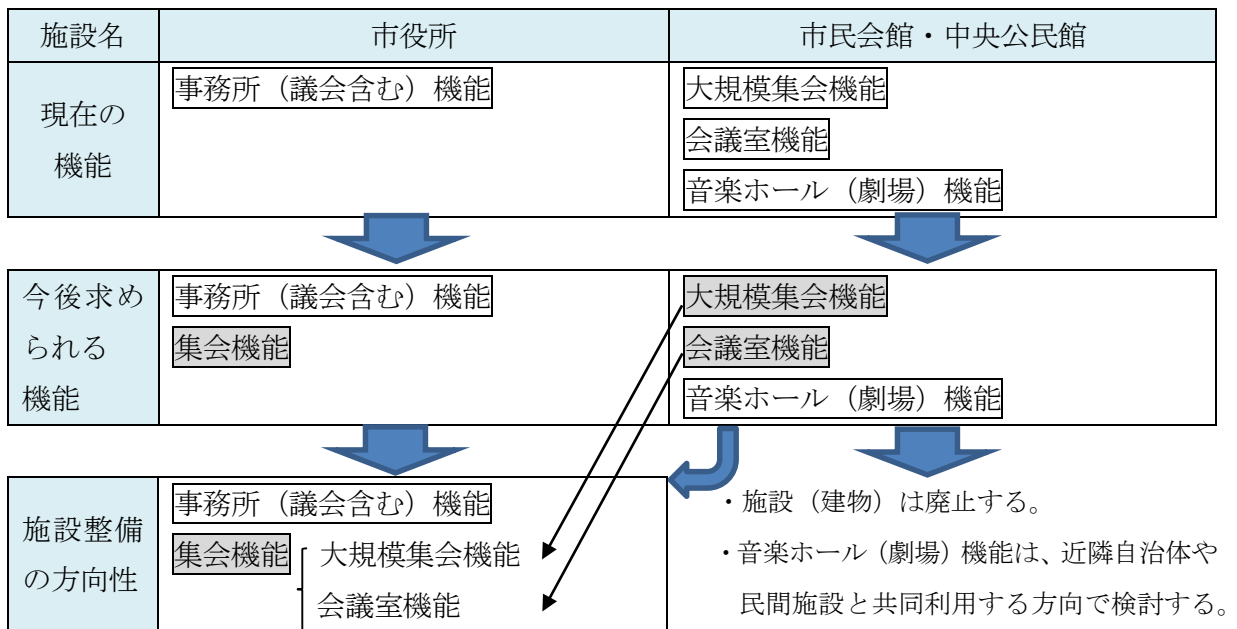 施設名 市役所 市民会館・中央公民館
現在の
機能
事務所（議会含む）機能
大規模集会機能
会議室機能
音楽ホール（劇場）機能
今後求め
られる
機能
事務所（議会含む）機能
集会機能
大規模集会機能
会議室機能
音楽ホール（劇場）機能
施設整備
の方向性
事務所（議会含む）機能
集会機能
大規模集会機能
会議室機能
・施設（建物）は廃止する。
・音楽ホール（劇場）機能は、近隣自治体や
民間施設と共同利用する方向で検討する。